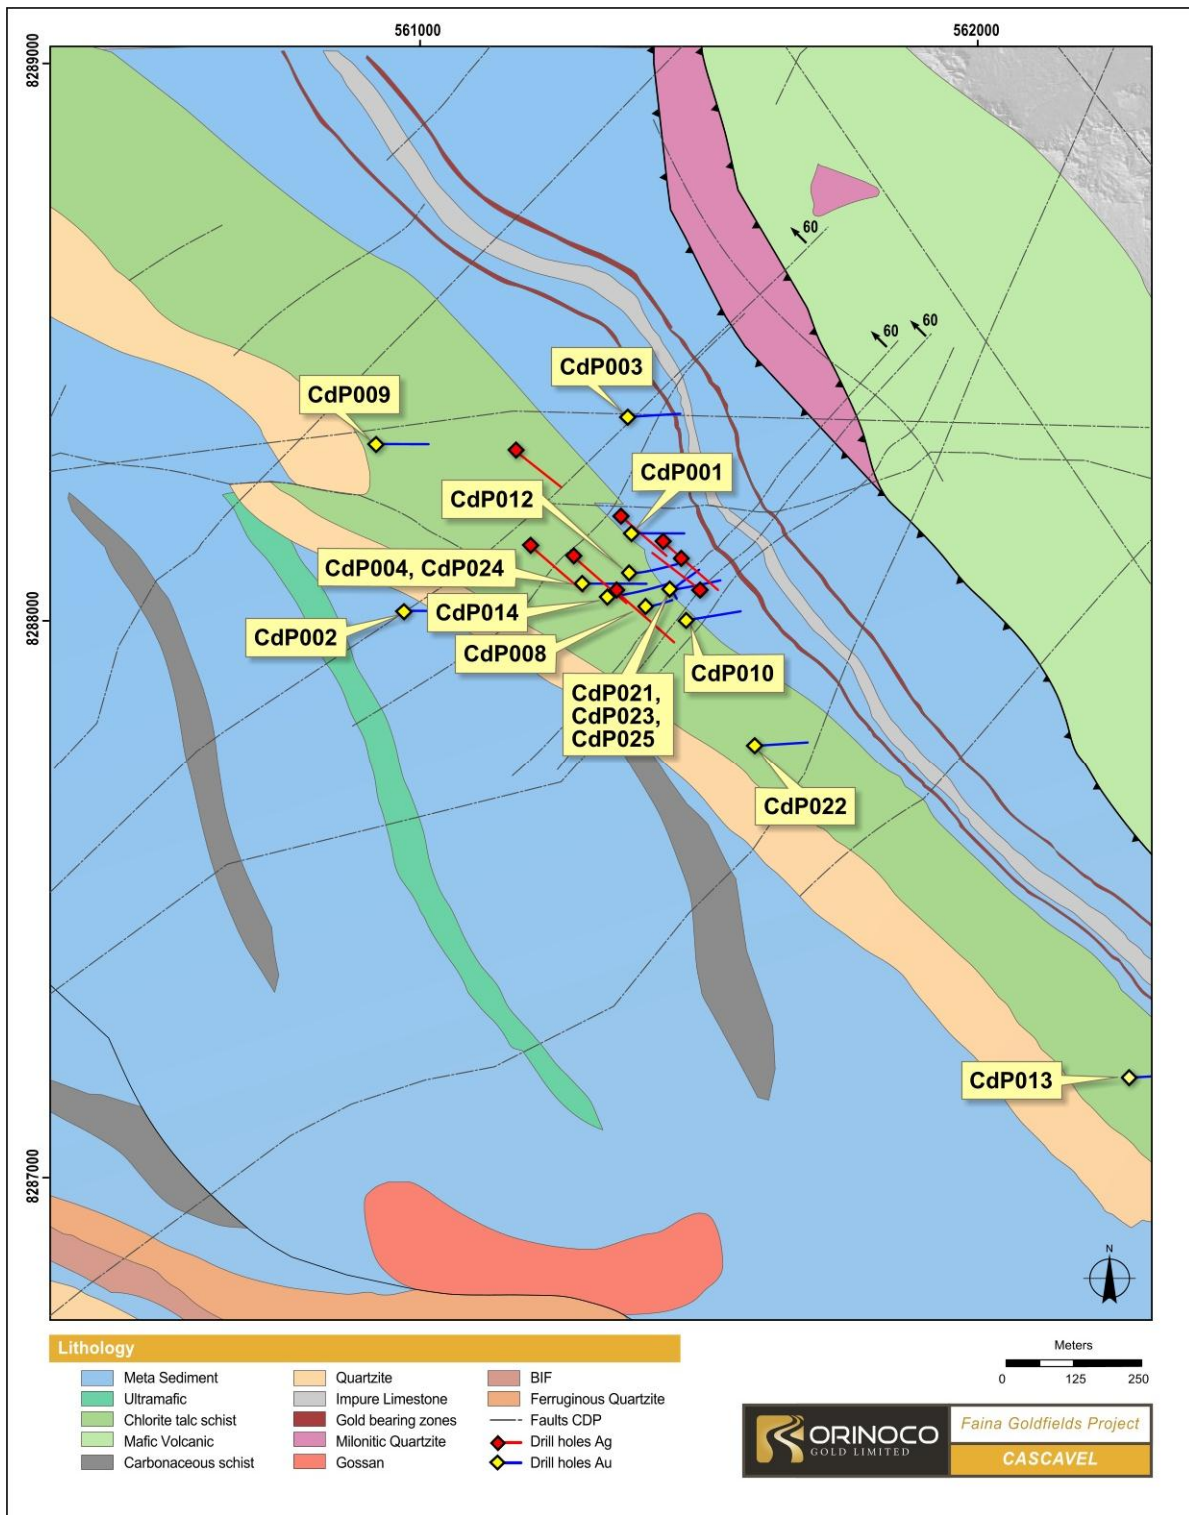 561000
562000
8289000
8288000
8287000
60
60
60
CdP003
CdP009
CdP001
CdP012
CdP004, CdP024
CdP014
CdP002
CdP008
CdP010
CdP021,
CdP023,
CdP025
CdP022
CdP013
N
Lithology
Meta Sediment
Ultramafic
Chlorite talc schist
Mafic Volcanic
Carbonaceous schist
Quartzite
Impure Limestone
Gold bearing zones
Milonitic Quartzite
Gossan
BIF
Ferruginous Quartzite
Faults CDP
Drill holes Ag
Drill holes Au
Meters
0 125 250
ORINOCO
GOLD LIMITED
Faina Goldfields Project
CASCAVEL